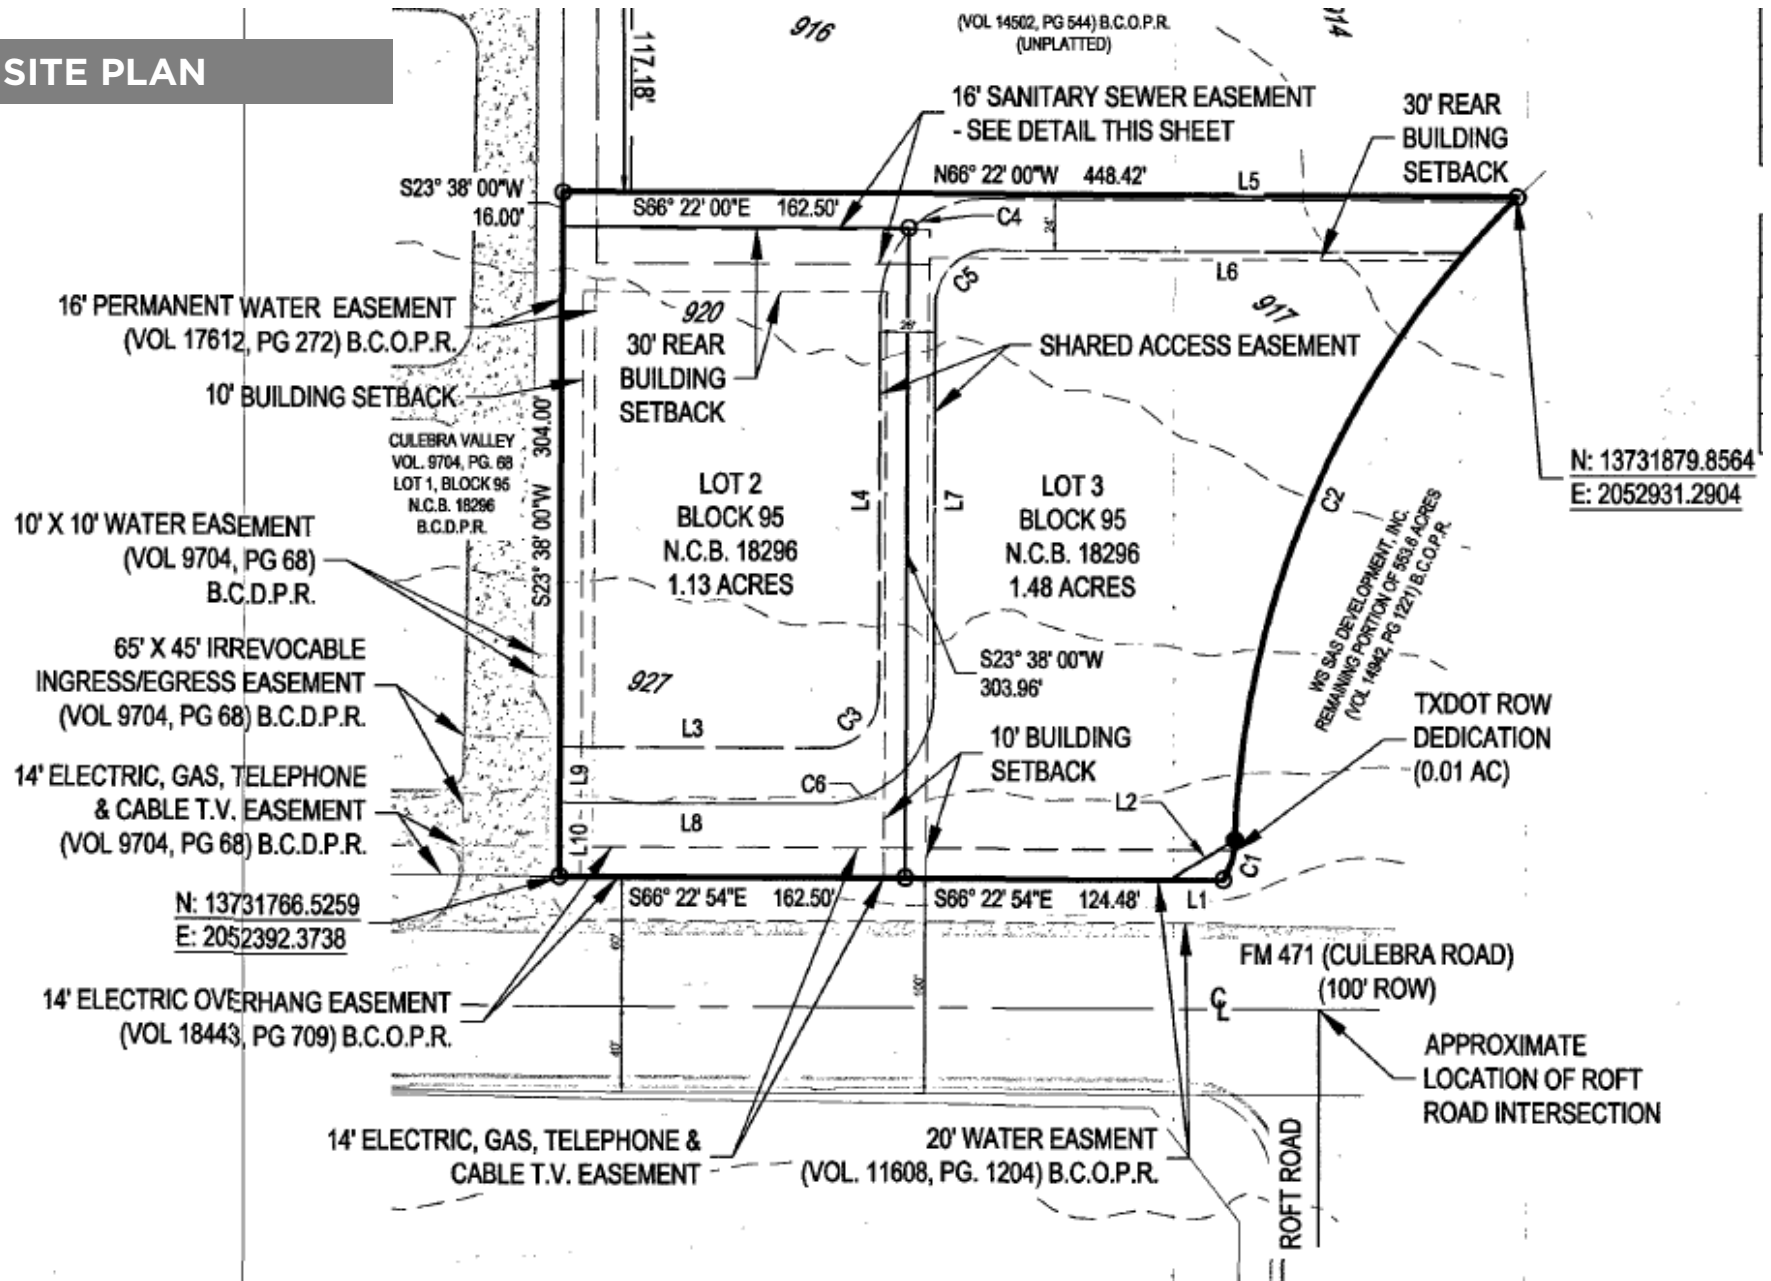 SITE PLAN
916
(VOL 14502, PG 544) B.C.O.P.R.
(UNPLATTED)
914
117.18'
16' SANITARY SEWER EASEMENT
- SEE DETAIL THIS SHEET
30' REAR
BUILDING
SETBACK
S23° 38' 00"W
16.00'
N66° 22' 00"W 448.42'
L5
S66° 22' 00"E 162.50'
C4
24'
C5
L6
16' PERMANENT WATER EASEMENT
(VOL 17612, PG 272) B.C.O.P.R.
920
917
26'
30' REAR
BUILDING
SETBACK
SHARED ACCESS EASEMENT
10' BUILDING SETBACK
CULEBRA VALLEY
VOL. 9704, PG. 68
LOT 1, BLOCK 95
N.C.B. 18296
B.C.D.P.R.
S23° 38' 00"W 304.00'
N: 13731879.8564
E: 2052931.2904
LOT 2
BLOCK 95
N.C.B. 18296
1.13 ACRES
L4
L7
LOT 3
BLOCK 95
N.C.B. 18296
1.48 ACRES
C2
10' X 10' WATER EASEMENT
(VOL 9704, PG 68)
B.C.D.P.R.
WS SAS DEVELOPMENT, INC.
REMAINING PORTION OF 553.6 ACRES
(VOL. 14942, PG 1221) B.C.O.P.R.
65' X 45' IRREVOCABLE
INGRESS/EGRESS EASEMENT
(VOL 9704, PG 68) B.C.D.P.R.
927
S23° 38' 00"W
303.96'
TXDOT ROW
DEDICATION
(0.01 AC)
L3
C3
10' BUILDING
SETBACK
14' ELECTRIC, GAS, TELEPHONE
& CABLE T.V. EASEMENT
(VOL 9704, PG 68) B.C.D.P.R.
L9
C6
L2
L8
L10
C1
N: 13731766.5259
E: 2052392.3738
S66° 22' 54"E 162.50'
S66° 22' 54"E 124.48'
L1
60'
100'
FM 471 (CULEBRA ROAD)
(100' ROW)
14' ELECTRIC OVERHANG EASEMENT
(VOL 18443, PG 709) B.C.O.P.R.
40'
APPROXIMATE
LOCATION OF ROFT
ROAD INTERSECTION
14' ELECTRIC, GAS, TELEPHONE &
CABLE T.V. EASEMENT
20' WATER EASMENT
(VOL. 11608, PG. 1204) B.C.O.P.R.
ROFT ROAD